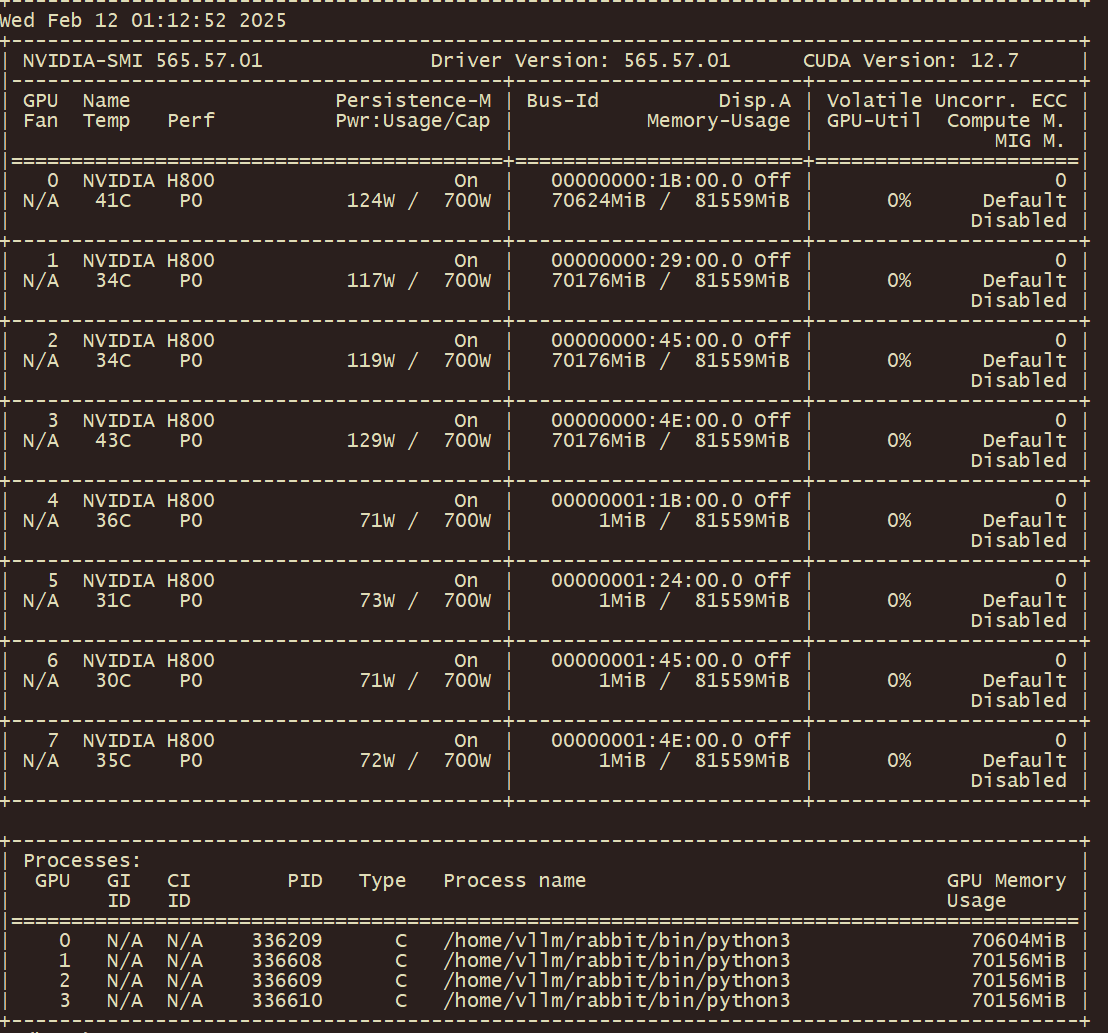 Wed Feb 12 01:12:52 2025
+-----------------------------------------------------------------------------------------+
| NVIDIA-SMI 565.57.01              Driver Version: 565.57.01      CUDA Version: 12.7     |
|-----------------------------------------+------------------------+----------------------+
| GPU  Name                 Persistence-M | Bus-Id          Disp.A | Volatile Uncorr. ECC |
| Fan  Temp   Perf          Pwr:Usage/Cap |           Memory-Usage | GPU-Util  Compute M. |
|                                         |                        |               MIG M. |
|=========================================+========================+======================|
|   0  NVIDIA H800                    On  |   00000000:1B:00.0 Off |                    0 |
| N/A   41C    P0            124W /  700W |   70624MiB /  81559MiB |      0%      Default |
|                                         |                        |             Disabled |
+-----------------------------------------+------------------------+----------------------+
|   1  NVIDIA H800                    On  |   00000000:29:00.0 Off |                    0 |
| N/A   34C    P0            117W /  700W |   70176MiB /  81559MiB |      0%      Default |
|                                         |                        |             Disabled |
+-----------------------------------------+------------------------+----------------------+
|   2  NVIDIA H800                    On  |   00000000:45:00.0 Off |                    0 |
| N/A   34C    P0            119W /  700W |   70176MiB /  81559MiB |      0%      Default |
|                                         |                        |             Disabled |
+-----------------------------------------+------------------------+----------------------+
|   3  NVIDIA H800                    On  |   00000000:4E:00.0 Off |                    0 |
| N/A   43C    P0            129W /  700W |   70176MiB /  81559MiB |      0%      Default |
|                                         |                        |             Disabled |
+-----------------------------------------+------------------------+----------------------+
|   4  NVIDIA H800                    On  |   00000001:1B:00.0 Off |                    0 |
| N/A   36C    P0             71W /  700W |       1MiB /  81559MiB |      0%      Default |
|                                         |                        |             Disabled |
+-----------------------------------------+------------------------+----------------------+
|   5  NVIDIA H800                    On  |   00000001:24:00.0 Off |                    0 |
| N/A   31C    P0             73W /  700W |       1MiB /  81559MiB |      0%      Default |
|                                         |                        |             Disabled |
+-----------------------------------------+------------------------+----------------------+
|   6  NVIDIA H800                    On  |   00000001:45:00.0 Off |                    0 |
| N/A   30C    P0             71W /  700W |       1MiB /  81559MiB |      0%      Default |
|                                         |                        |             Disabled |
+-----------------------------------------+------------------------+----------------------+
|   7  NVIDIA H800                    On  |   00000001:4E:00.0 Off |                    0 |
| N/A   35C    P0             72W /  700W |       1MiB /  81559MiB |      0%      Default |
|                                         |                        |             Disabled |
+-----------------------------------------+------------------------+----------------------+

+-----------------------------------------------------------------------------------------+
| Processes:                                                                              |
|  GPU   GI   CI        PID   Type   Process name                              GPU Memory |
|        ID   ID                                                               Usage      |
|=========================================================================================|
|    0   N/A  N/A    336209      C   /home/vllm/rabbit/bin/python3               70604MiB |
|    1   N/A  N/A    336608      C   /home/vllm/rabbit/bin/python3               70156MiB |
|    2   N/A  N/A    336609      C   /home/vllm/rabbit/bin/python3               70156MiB |
|    3   N/A  N/A    336610      C   /home/vllm/rabbit/bin/python3               70156MiB |
+-----------------------------------------------------------------------------------------+